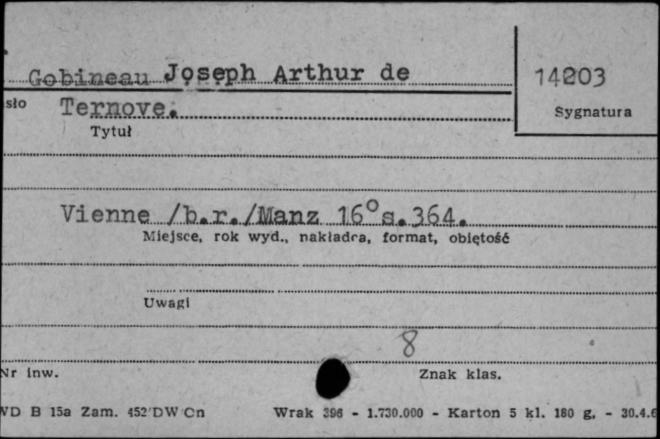 Gobineau Joseph Arthur de
14203
sło Ternove.
Sygnatura
Tytuł
Vienne /b.r./Manz 16° s.364.
Miejsce, rok wyd., nakładca, format, obiętość
Uwagi
8
Nr inw.
Znak klas.
WD B 15a Zam. 452/DW/Cn Wrak 396 - 1.730.000 - Karton 5 kl. 180 g, - 30.4.6